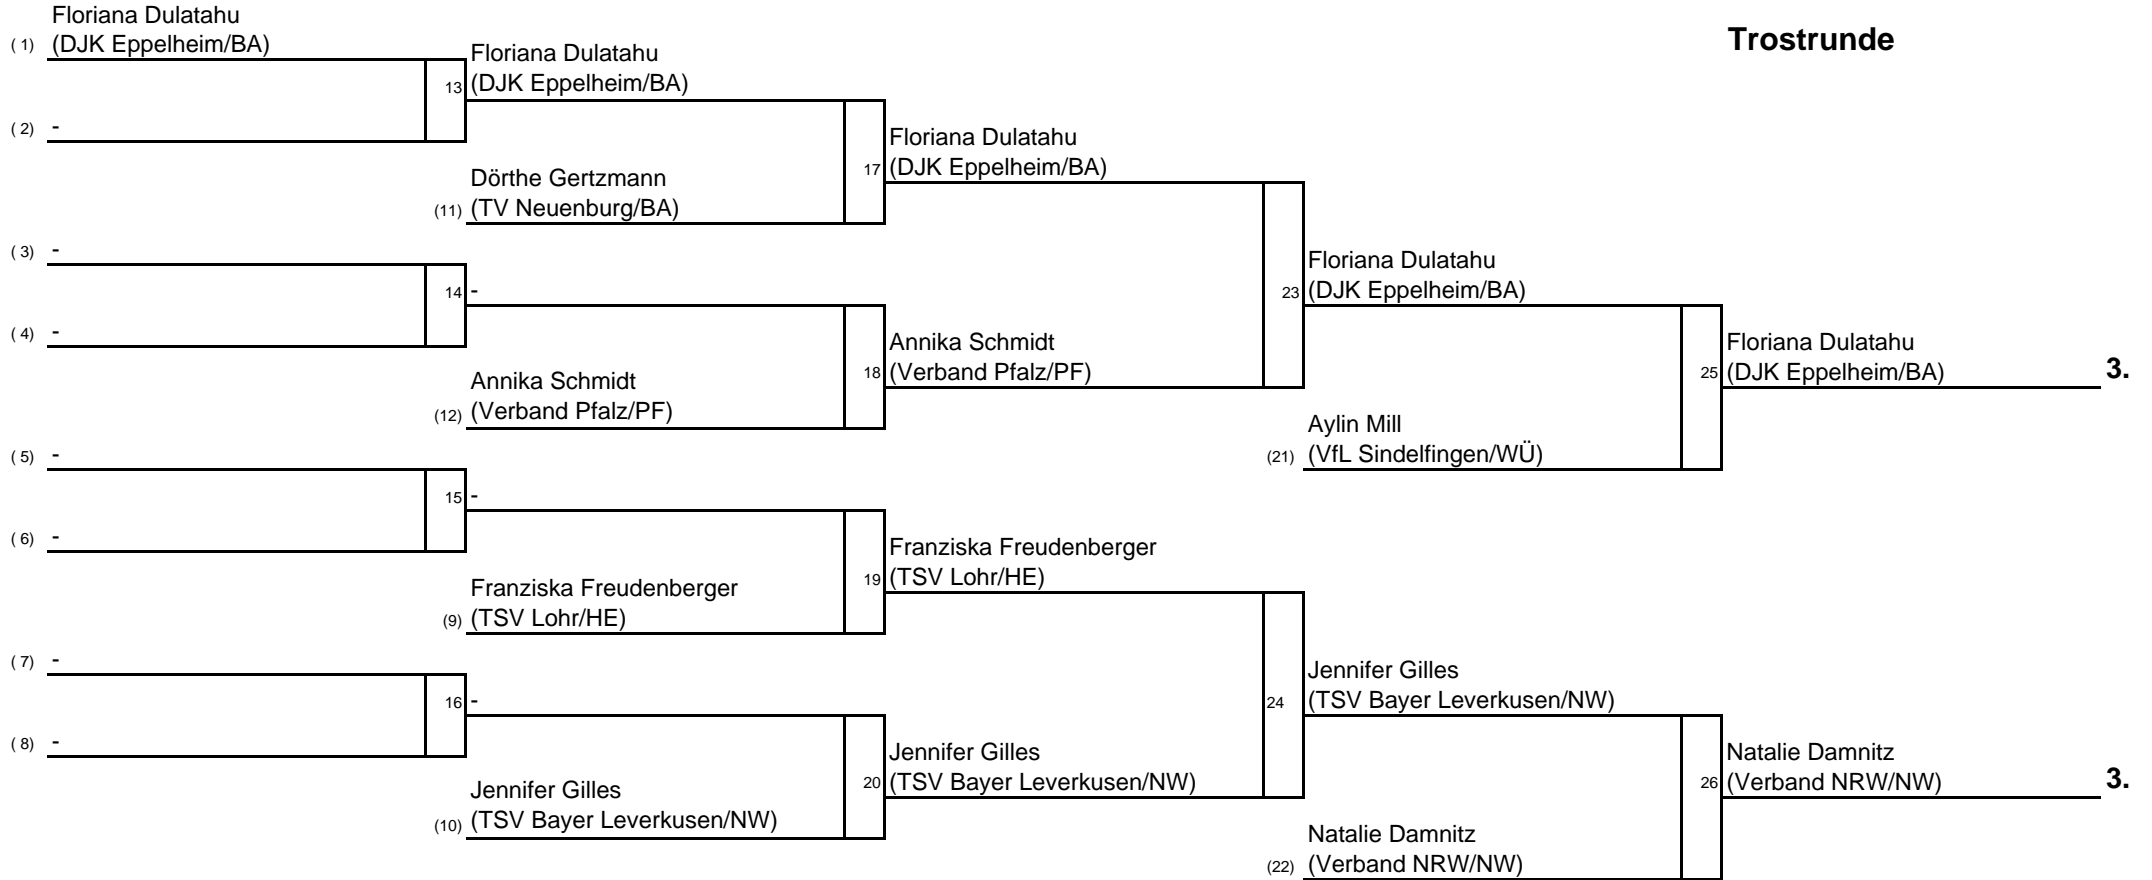 Trostrunde
Floriana Dulatahu
( 1) (DJK Eppelheim/BA)
Floriana Dulatahu
13 (DJK Eppelheim/BA)
( 2) -
Floriana Dulatahu
17 (DJK Eppelheim/BA)
Dörthe Gertzmann
(11) (TV Neuenburg/BA)
( 3) -
Floriana Dulatahu
14 -
23 (DJK Eppelheim/BA)
( 4) -
Annika Schmidt
18 (Verband Pfalz/PF)
Floriana Dulatahu
25 (DJK Eppelheim/BA) 3.
Annika Schmidt
(12) (Verband Pfalz/PF)
Aylin Mill
(21) (VfL Sindelfingen/WÜ)
( 5) -
15 -
( 6) -
Franziska Freudenberger
19 (TSV Lohr/HE)
Franziska Freudenberger
(9) (TSV Lohr/HE)
( 7) -
Jennifer Gilles
24 (TSV Bayer Leverkusen/NW)
16 -
( 8) -
Jennifer Gilles
20 (TSV Bayer Leverkusen/NW)
Natalie Damnitz
26 (Verband NRW/NW) 3.
Jennifer Gilles
(10) (TSV Bayer Leverkusen/NW)
Natalie Damnitz
(22) (Verband NRW/NW)